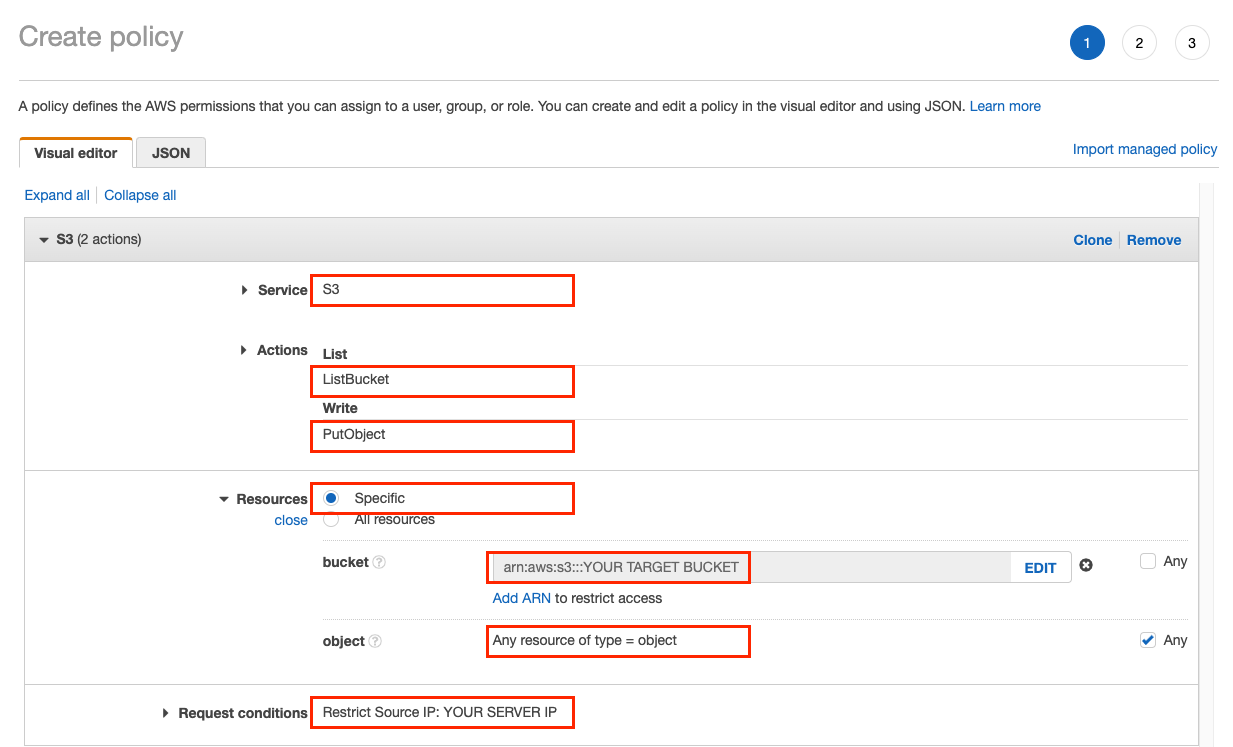 Create policy
1 2 3
A policy defines the AWS permissions that you can assign to a user, group, or role. You can create and edit a policy in the visual editor and using JSON. Learn more
Visual editor JSON
Import managed policy
Expand all Collapse all
S3 (2 actions) Clone Remove
Service S3
Actions List
ListBucket
Write
PutObject
Resources Specific
close All resources
bucket ? arn:aws:s3:::YOUR TARGET BUCKET EDIT Any
Add ARN to restrict access
object ? Any resource of type = object Any
Request conditions Restrict Source IP: YOUR SERVER IP